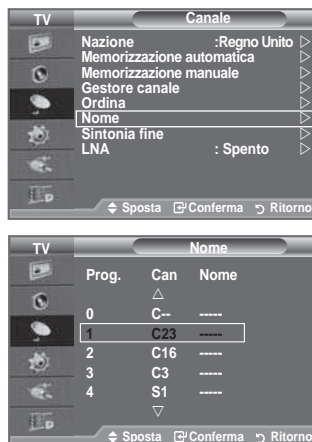 TV Canale
Nazione :Regno Unito
Memorizzazione automatica
Memorizzazione manuale
Gestore canale
Ordina
Nome
Sintonia fine
LNA : Spento
Sposta Conferma Ritorno
TV Nome
Prog. Can Nome
0 C-- -----
1 C23 -----
2 C16 -----
3 C3 -----
4 S1 -----
Sposta Conferma Ritorno